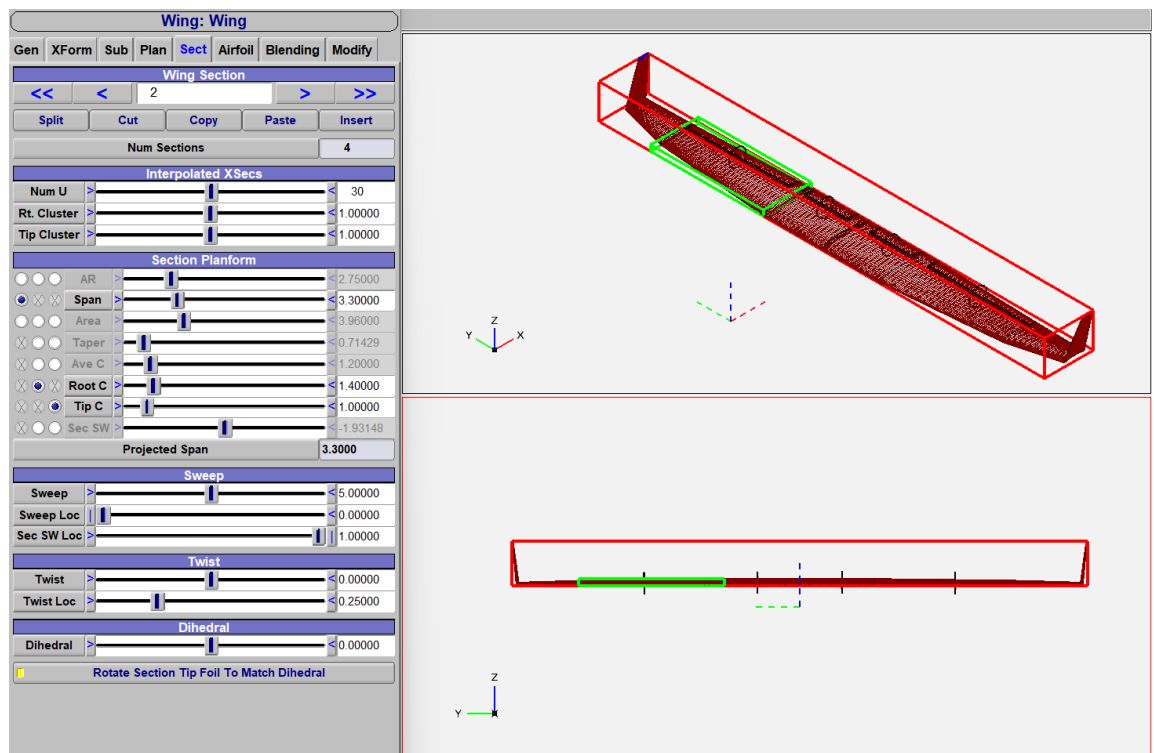 Wing: Wing
Gen XForm Sub Plan Sect Airfoil Blending Modify
Wing Section
<< < 2 > >>
Split Cut Copy Paste Insert
Num Sections 4
Interpolated XSecs
Num U > < 30
Rt. Cluster > < 1.00000
Tip Cluster > < 1.00000
Section Planform
AR > < 2.75000
Span > < 3.30000
Area > < 3.96000
Taper > < 0.71429
Ave C > < 1.20000
Root C > < 1.40000
Tip C > < 1.00000
Sec SW > < -1.93148
Projected Span 3.3000
Sweep
Sweep > < 5.00000
Sweep Loc | < 0.00000
Sec SW Loc > | 1.00000
Twist
Twist > < 0.00000
Twist Loc > < 0.25000
Dihedral
Dihedral > < 0.00000
Rotate Section Tip Foil To Match Dihedral
Z
Y X
Z
Y